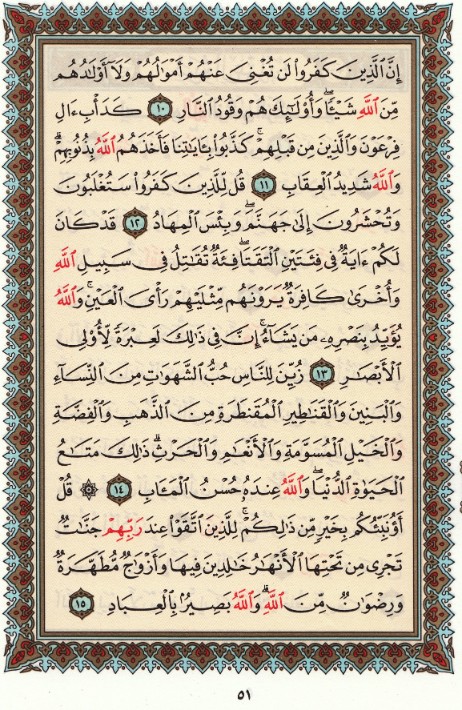 إِنَّ ٱلَّذِينَ كَفَرُوا۟ لَن تُغْنِىَ عَنْهُمْ أَمْوَٰلُهُمْ وَلَآ أَوْلَٰدُهُم
مِّنَ ٱللَّهِ شَيْـًٔا ۖ وَأُو۟لَٰٓئِكَ هُمْ وَقُودُ ٱلنَّارِ ١٠ كَدَأْبِ ءَالِ
فِرْعَوْنَ وَٱلَّذِينَ مِن قَبْلِهِمْ ۚ كَذَّبُوا۟ بِـَٔايَٰتِنَا فَأَخَذَهُمُ ٱللَّهُ بِذُنُوبِهِمْ ۗ
وَٱللَّهُ شَدِيدُ ٱلْعِقَابِ ١١ قُل لِّلَّذِينَ كَفَرُوا۟ سَتُغْلَبُونَ
وَتُحْشَرُونَ إِلَىٰ جَهَنَّمَ ۚ وَبِئْسَ ٱلْمِهَادُ ١٢ قَدْ كَانَ
لَكُمْ ءَايَةٌ فِى فِئَتَيْنِ ٱلْتَقَتَا ۖ فِئَةٌ تُقَٰتِلُ فِى سَبِيلِ ٱللَّهِ
وَأُخْرَىٰ كَافِرَةٌ يَرَوْنَهُم مِّثْلَيْهِمْ رَأْىَ ٱلْعَيْنِ ۚ وَٱللَّهُ
يُؤَيِّدُ بِنَصْرِهِۦ مَن يَشَآءُ ۗ إِنَّ فِى ذَٰلِكَ لَعِبْرَةً لِّأُو۟لِى
ٱلْأَبْصَٰرِ ١٣ زُيِّنَ لِلنَّاسِ حُبُّ ٱلشَّهَوَٰتِ مِنَ ٱلنِّسَآءِ
وَٱلْبَنِينَ وَٱلْقَنَٰطِيرِ ٱلْمُقَنطَرَةِ مِنَ ٱلذَّهَبِ وَٱلْفِضَّةِ
وَٱلْخَيْلِ ٱلْمُسَوَّمَةِ وَٱلْأَنْعَٰمِ وَٱلْحَرْثِ ۗ ذَٰلِكَ مَتَٰعُ
ٱلْحَيَوٰةِ ٱلدُّنْيَا ۖ وَٱللَّهُ عِندَهُۥ حُسْنُ ٱلْمَـَٔابِ ١٤ ۞ قُلْ
أَؤُنَبِّئُكُم بِخَيْرٍ مِّن ذَٰلِكُمْ ۚ لِلَّذِينَ ٱتَّقَوْا۟ عِندَ رَبِّهِمْ جَنَّٰتٌ
تَجْرِى مِن تَحْتِهَا ٱلْأَنْهَٰرُ خَٰلِدِينَ فِيهَا وَأَزْوَٰجٌ مُّطَهَّرَةٌ
وَرِضْوَٰنٌ مِّنَ ٱللَّهِ ۗ وَٱللَّهُ بَصِيرٌۢ بِٱلْعِبَادِ ١٥
٥١